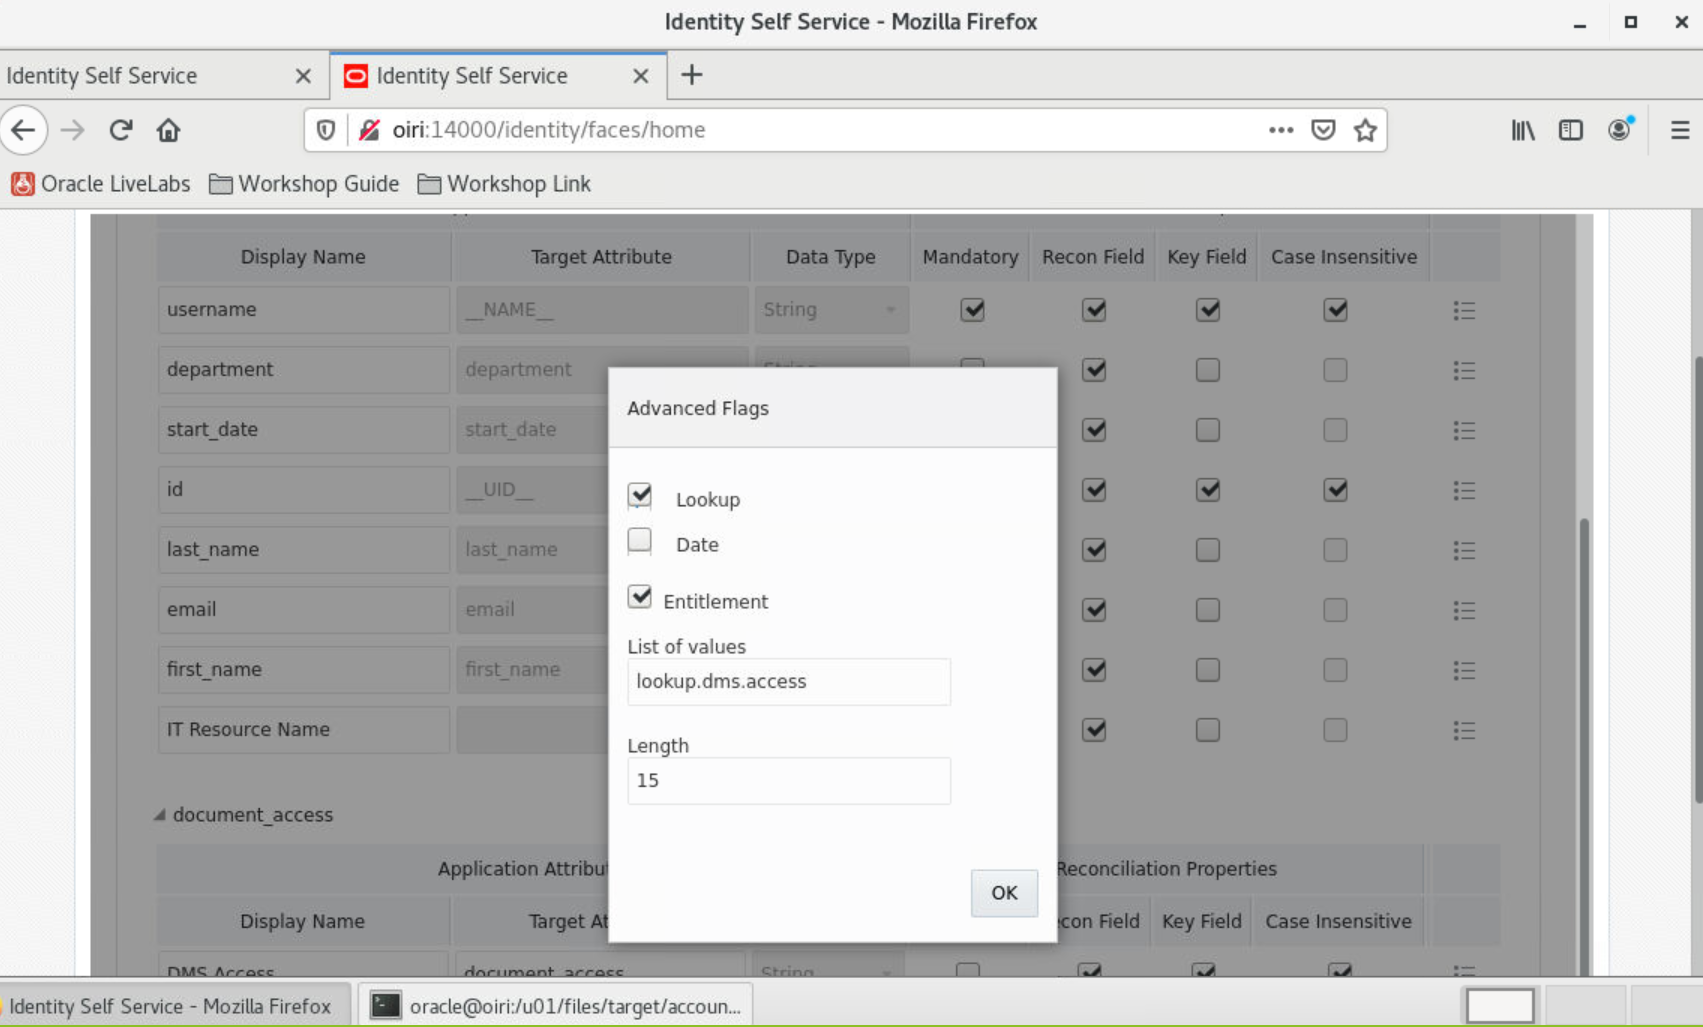 Identity Self Service - Mozilla Firefox
Identity Self Service
Identity Self Service
oiri:14000/identity/faces/home
Oracle LiveLabs Workshop Guide Workshop Link
Display Name Target Attribute Data Type Mandatory Recon Field Key Field Case Insensitive
username __NAME__ String
department department String
start_date start_date
id __UID__
last_name last_name
email email
first_name first_name
IT Resource Name
Advanced Flags
Lookup
Date
Entitlement
List of values
lookup.dms.access
Length
15
OK
document_access
Application Attribu Reconciliation Properties
Display Name Target At con Field Key Field Case Insensitive
DMS Access document_access String
Identity Self Service - Mozilla Firefox oracle@oiri:/u01/files/target/accoun...